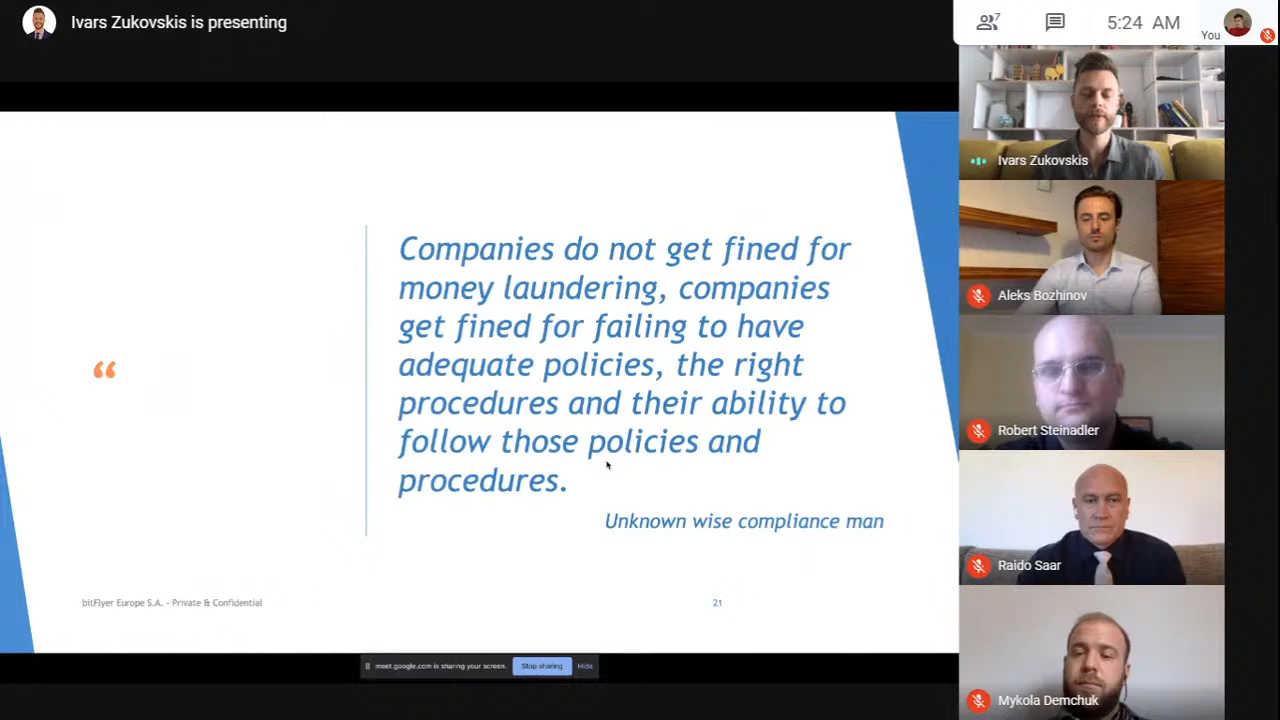 Ivars Zukovskis is presenting
7
5:24 AM
You
Companies do not get fined for
money laundering, companies
get fined for failing to have
adequate policies, the right
procedures and their ability to
follow those policies and
procedures.
“
Unknown wise compliance man
bitFlyer Europe S.A. - Private & Confidential
21
meet.google.com is sharing your screen.
Stop sharing
Hide
Ivars Zukovskis
Aleks Bozhinov
Robert Steinadler
Raido Saar
Mykola Demchuk